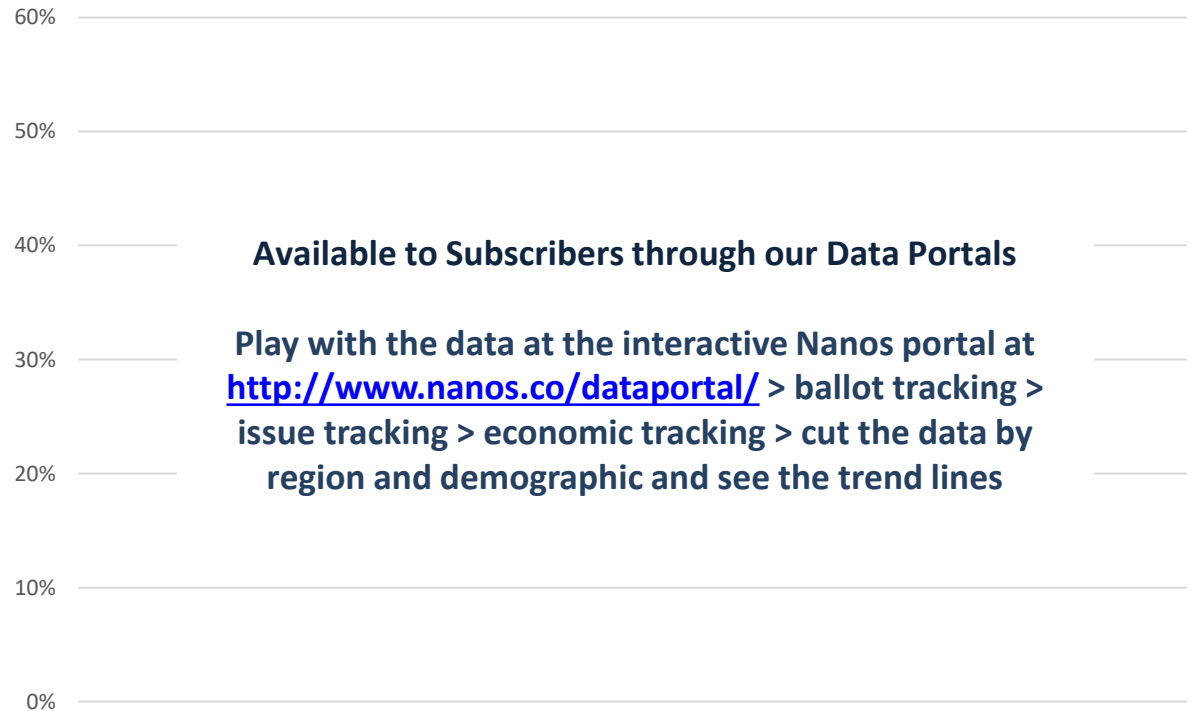 60%
50%
40%
Available to Subscribers through our Data Portals
Play with the data at the interactive Nanos portal at
30%
http://www.nanos.co/dataportal/ > ballot tracking >
issue tracking > economic tracking > cut the data by
20%
region and demographic and see the trend lines
10%
0%